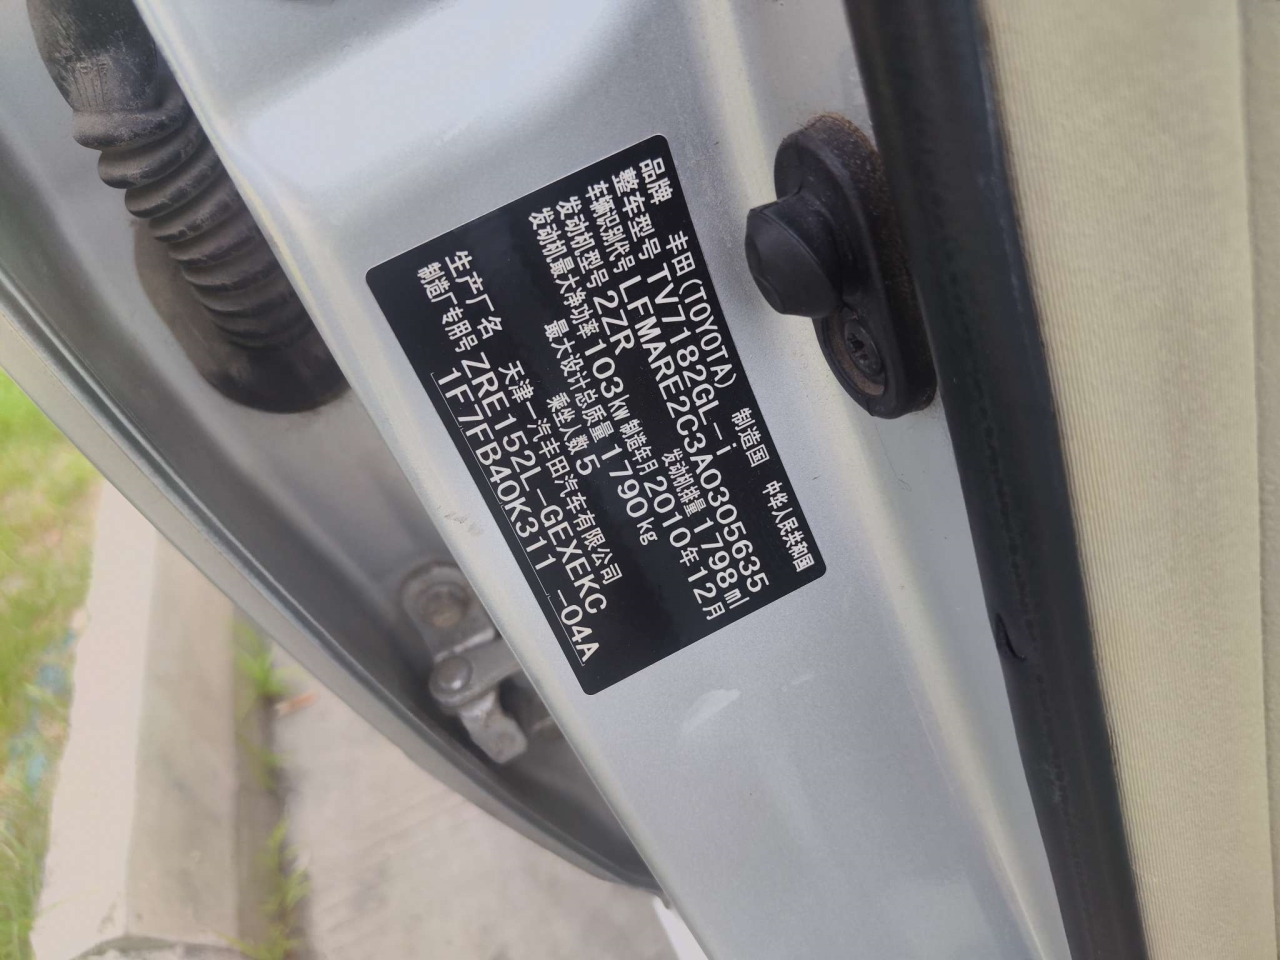 品牌 丰田(TOYOTA) 制造国 中华人民共和国
整车型号 TV7182GL-i
车辆识别代号 LFMARE2C3A0305635
发动机型号 2ZR 发动机排量 1798ml
发动机最大净功率 103kw 制造年月 2010年12月
最大设计总质量 1790kg
乘坐人数 5
生产厂名 天津一汽丰田汽车有限公司
制造厂专用号 ZRE152L-GEXEKC
1F7FB40K311 -04A